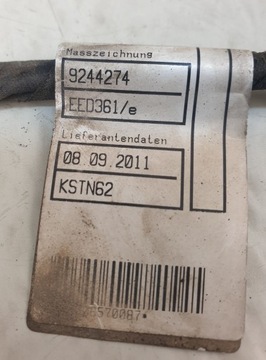 Masszeichnung
9244274
EED361/e
Lieferantendaten
08 09.2011
KSTN62